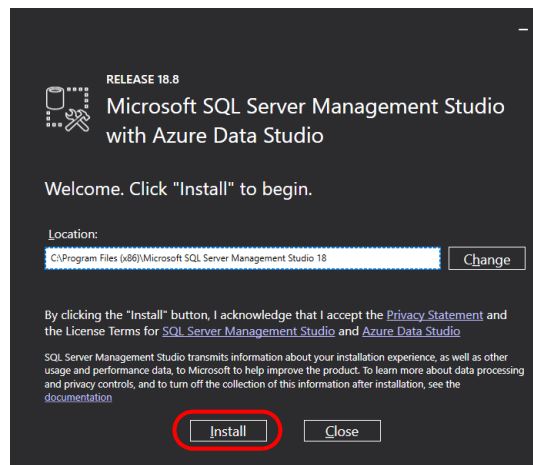 RELEASE 18.8
Microsoft SQL Server Management Studio
with Azure Data Studio
Welcome. Click "Install" to begin.
Location:
C:\Program Files (x86)\Microsoft SQL Server Management Studio 18
Change
By clicking the "Install" button, I acknowledge that I accept the Privacy Statement and
the License Terms for SQL Server Management Studio and Azure Data Studio
SQL Server Management Studio transmits information about your installation experience, as well as other
usage and performance data, to Microsoft to help improve the product. To learn more about data processing
and privacy controls, and to turn off the collection of this information after installation, see the
documentation
Install
Close